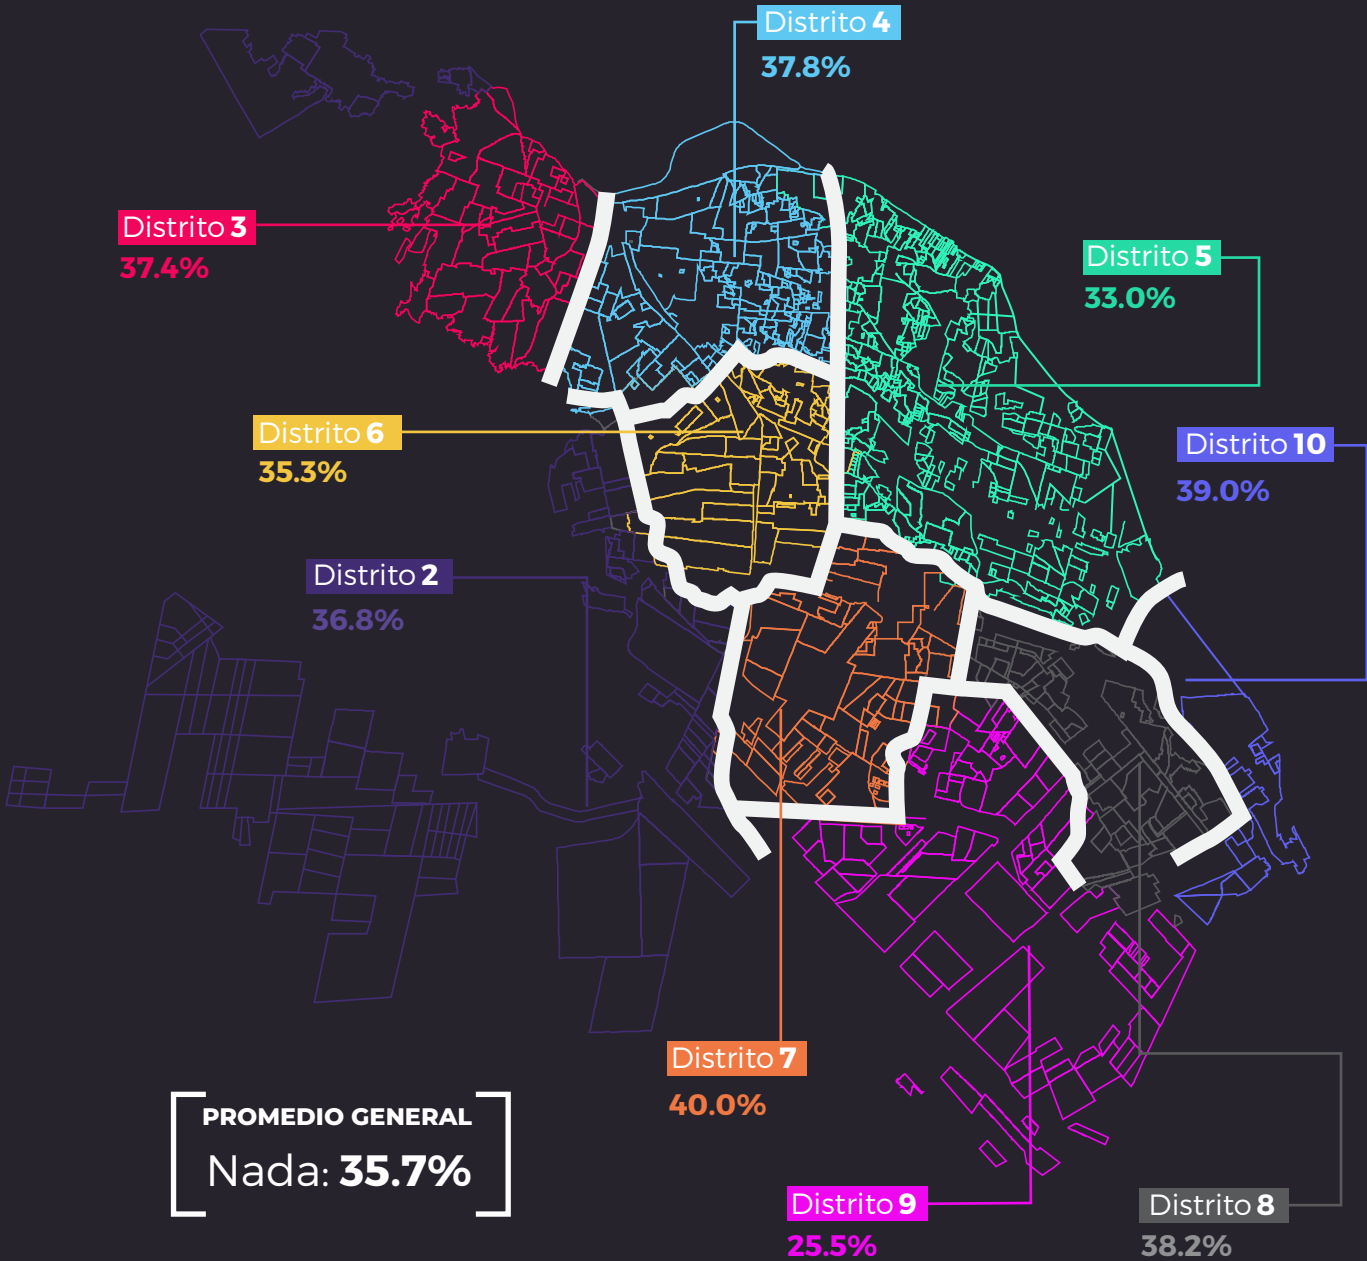 Distrito 4
37.8%
Distrito 3
37.4%
Distrito 5
33.0%
Distrito 6
35.3%
Distrito 10
39.0%
Distrito 2
36.8%
Distrito 7
40.0%
PROMEDIO GENERAL
Nada: 35.7%
Distrito 9
25.5%
Distrito 8
38.2%